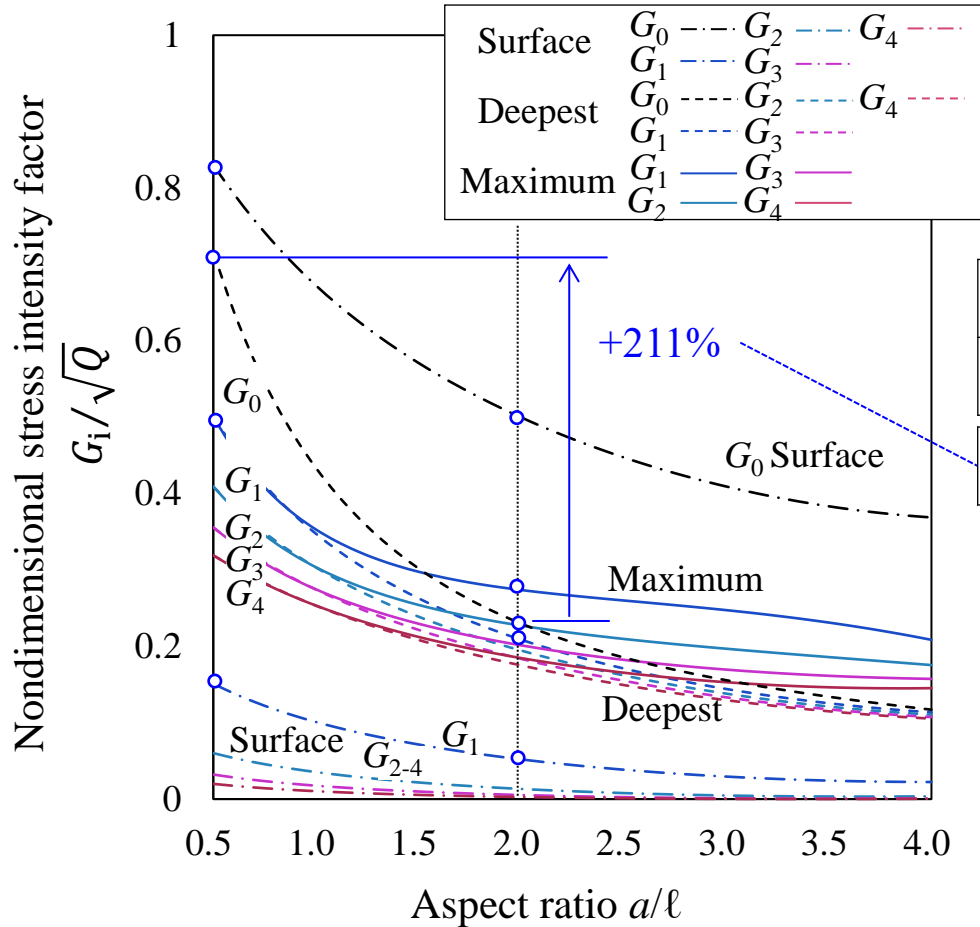 Surface G0 G2 G4
G1 G3
Deepest G0 G2 G4
G1 G3
Maximum G1 G3
G2 G4
Nondimensional stress intensity factor
Gi/√Q
1
0.8
0.6
0.4
0.2
0
+211%
G0
G0 Surface
G1
G2
G3
G4
Maximum
Deepest
Surface
G1
G2-4
0.5 1.0 1.5 2.0 2.5 3.0 3.5 4.0
Aspect ratio a/ℓ